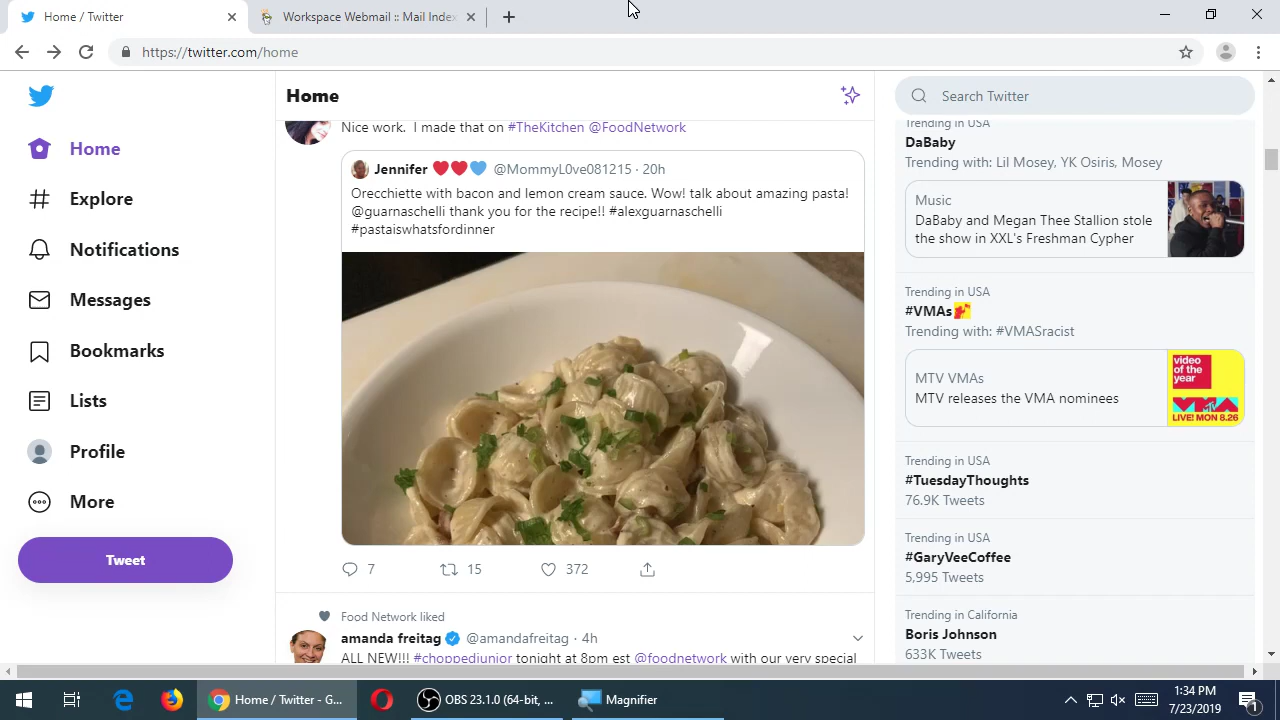 Home / Twitter
Workspace Webmail :: Mail Index
https://twitter.com/home
Home
Explore
Notifications
Messages
Bookmarks
Lists
Profile
More
Tweet
Home
Nice work. I made that on #TheKitchen @FoodNetwork
Jennifer @MommyL0ve081215 · 20h
Orecchiette with bacon and lemon cream sauce. Wow! talk about amazing pasta!
@guarnaschelli thank you for the recipe!! #alexguarnaschelli
#pastaiswhatsfordinner
7 15 372
Food Network liked
amanda freitag @amandafreitag · 4h
ALL NEW!!! #choppedjunior tonight at 8pm est @foodnetwork with our very special
Search Twitter
Trending in USA
DaBaby
Trending with: Lil Mosey, YK Osiris, Mosey
Music
DaBaby and Megan Thee Stallion stole
the show in XXL's Freshman Cypher
Trending in USA
#VMAs
Trending with: #VMASracist
MTV VMAs
MTV releases the VMA nominees
video
of the
year
VMA
LIVE! MON 8.26
Trending in USA
#TuesdayThoughts
76.9K Tweets
Trending in USA
#GaryVeeCoffee
5,995 Tweets
Trending in California
Boris Johnson
633K Tweets
Home / Twitter - G...
OBS 23.1.0 (64-bit, ...
Magnifier
1:34 PM
7/23/2019
1